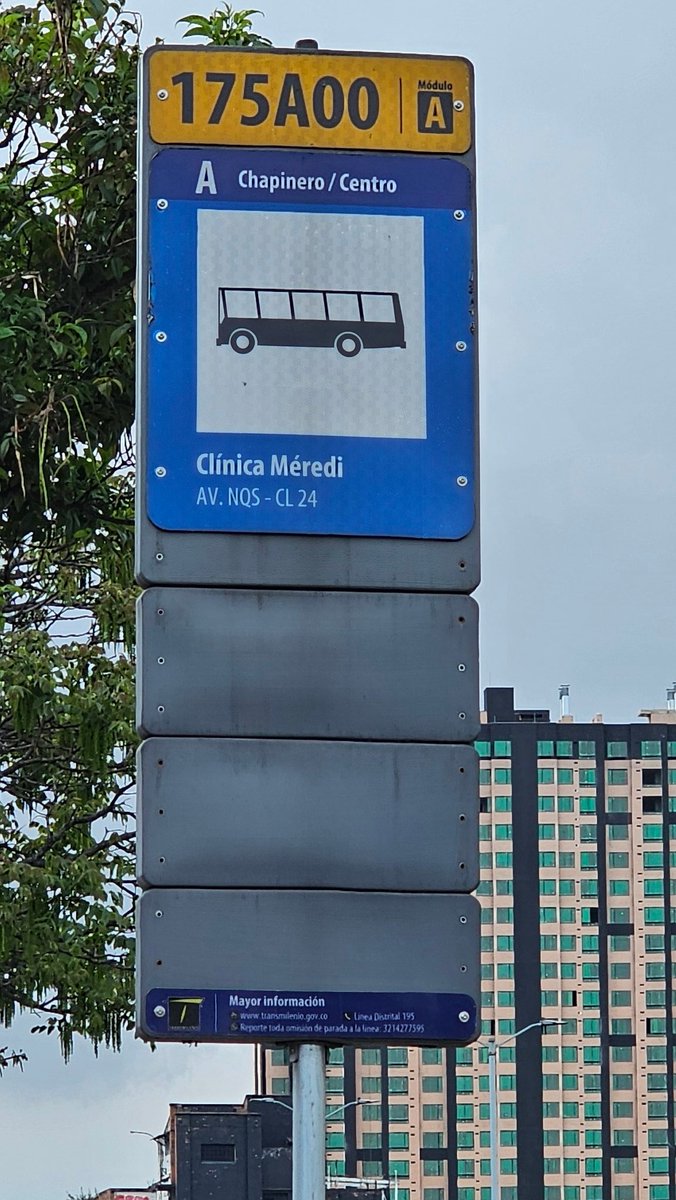 175A00
Módulo
A
A Chapinero / Centro
Clínica Méredi
AV. NQS - CL 24
Mayor información
www.transmilenio.gov.co Línea Distrital 195
Reporte toda omisión de parada a la línea: 3214277595